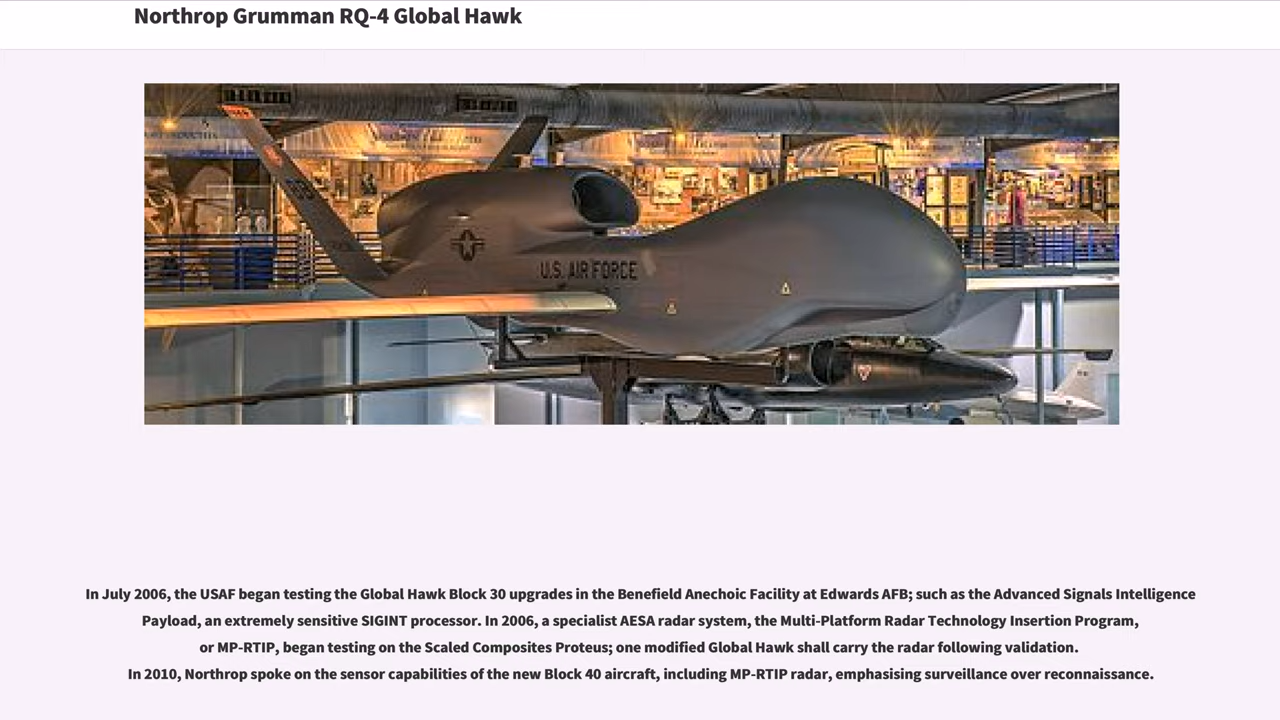 Northrop Grumman RQ-4 Global Hawk
U.S. AIR FORCE
In July 2006, the USAF began testing the Global Hawk Block 30 upgrades in the Benefield Anechoic Facility at Edwards AFB; such as the Advanced Signals Intelligence
Payload, an extremely sensitive SIGINT processor. In 2006, a specialist AESA radar system, the Multi-Platform Radar Technology Insertion Program,
or MP-RTIP, began testing on the Scaled Composites Proteus; one modified Global Hawk shall carry the radar following validation.
In 2010, Northrop spoke on the sensor capabilities of the new Block 40 aircraft, including MP-RTIP radar, emphasising surveillance over reconnaissance.